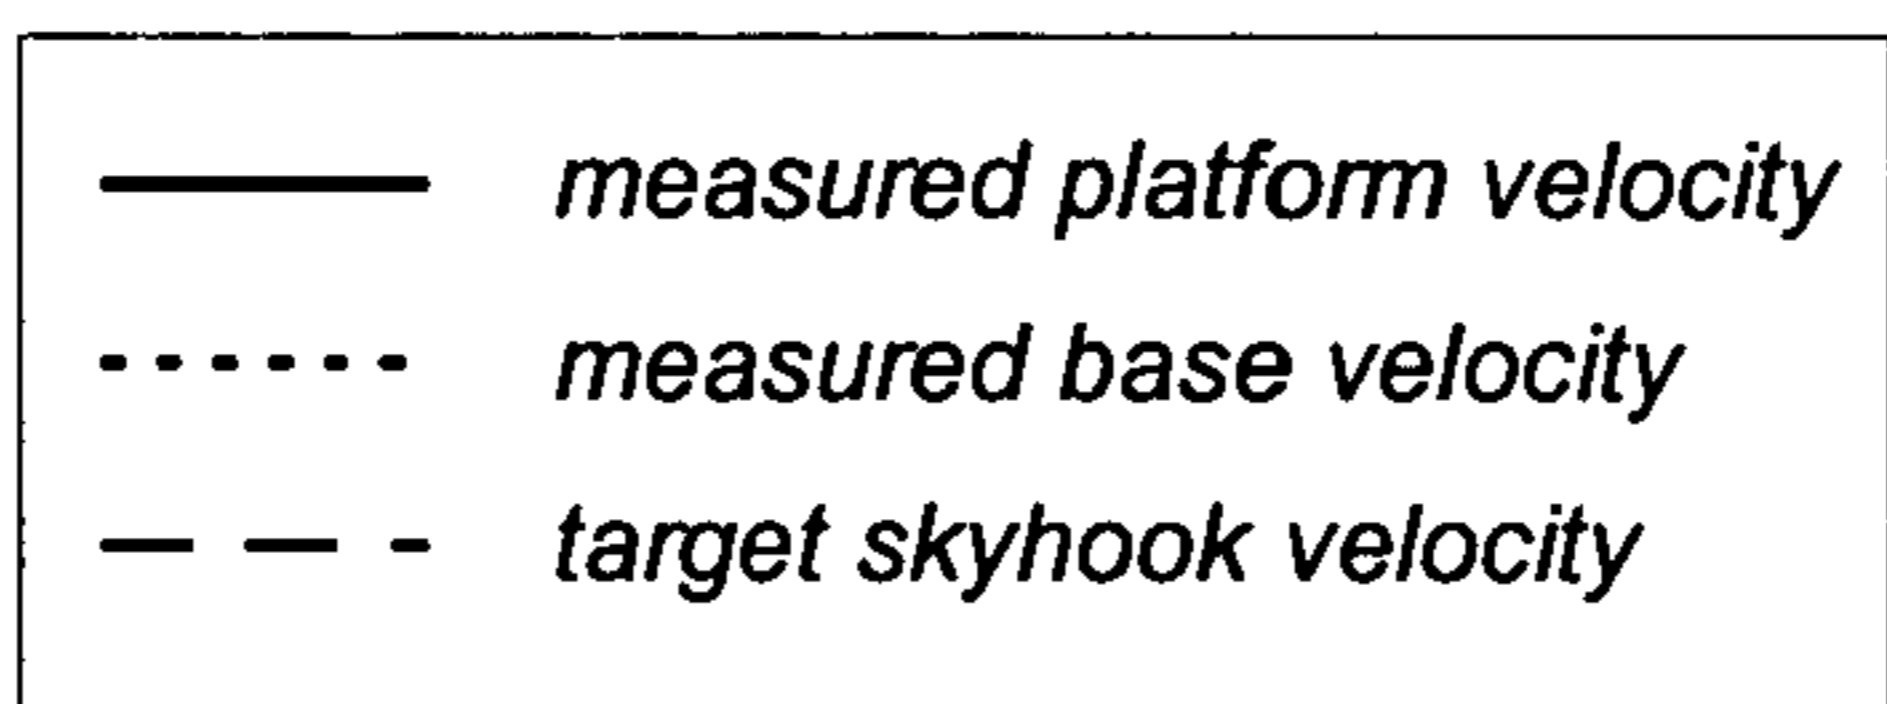 measured platform velocity
measured base velocity
target skyhook velocity